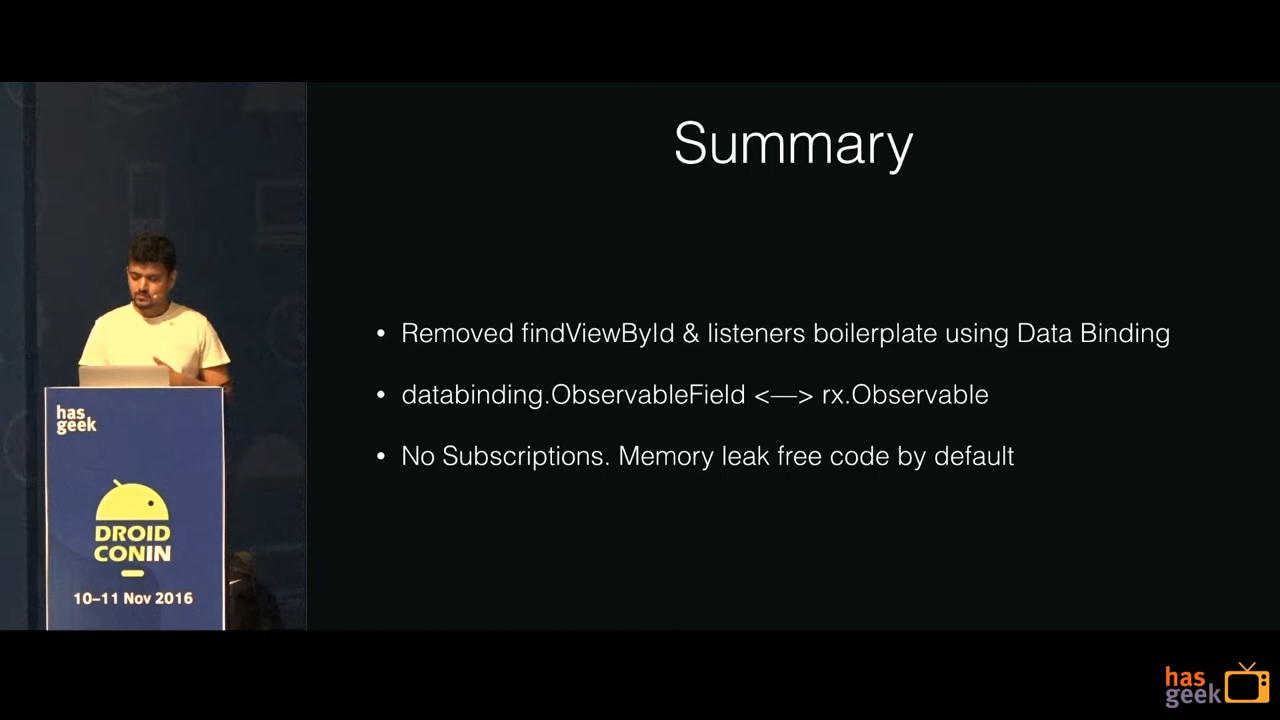 Summary
• Removed findViewById & listeners boilerplate using Data Binding
• databinding.ObservableField <—> rx.Observable
• No Subscriptions. Memory leak free code by default
has
geek
DROID
CONIN
10–11 Nov 2016
has
geek